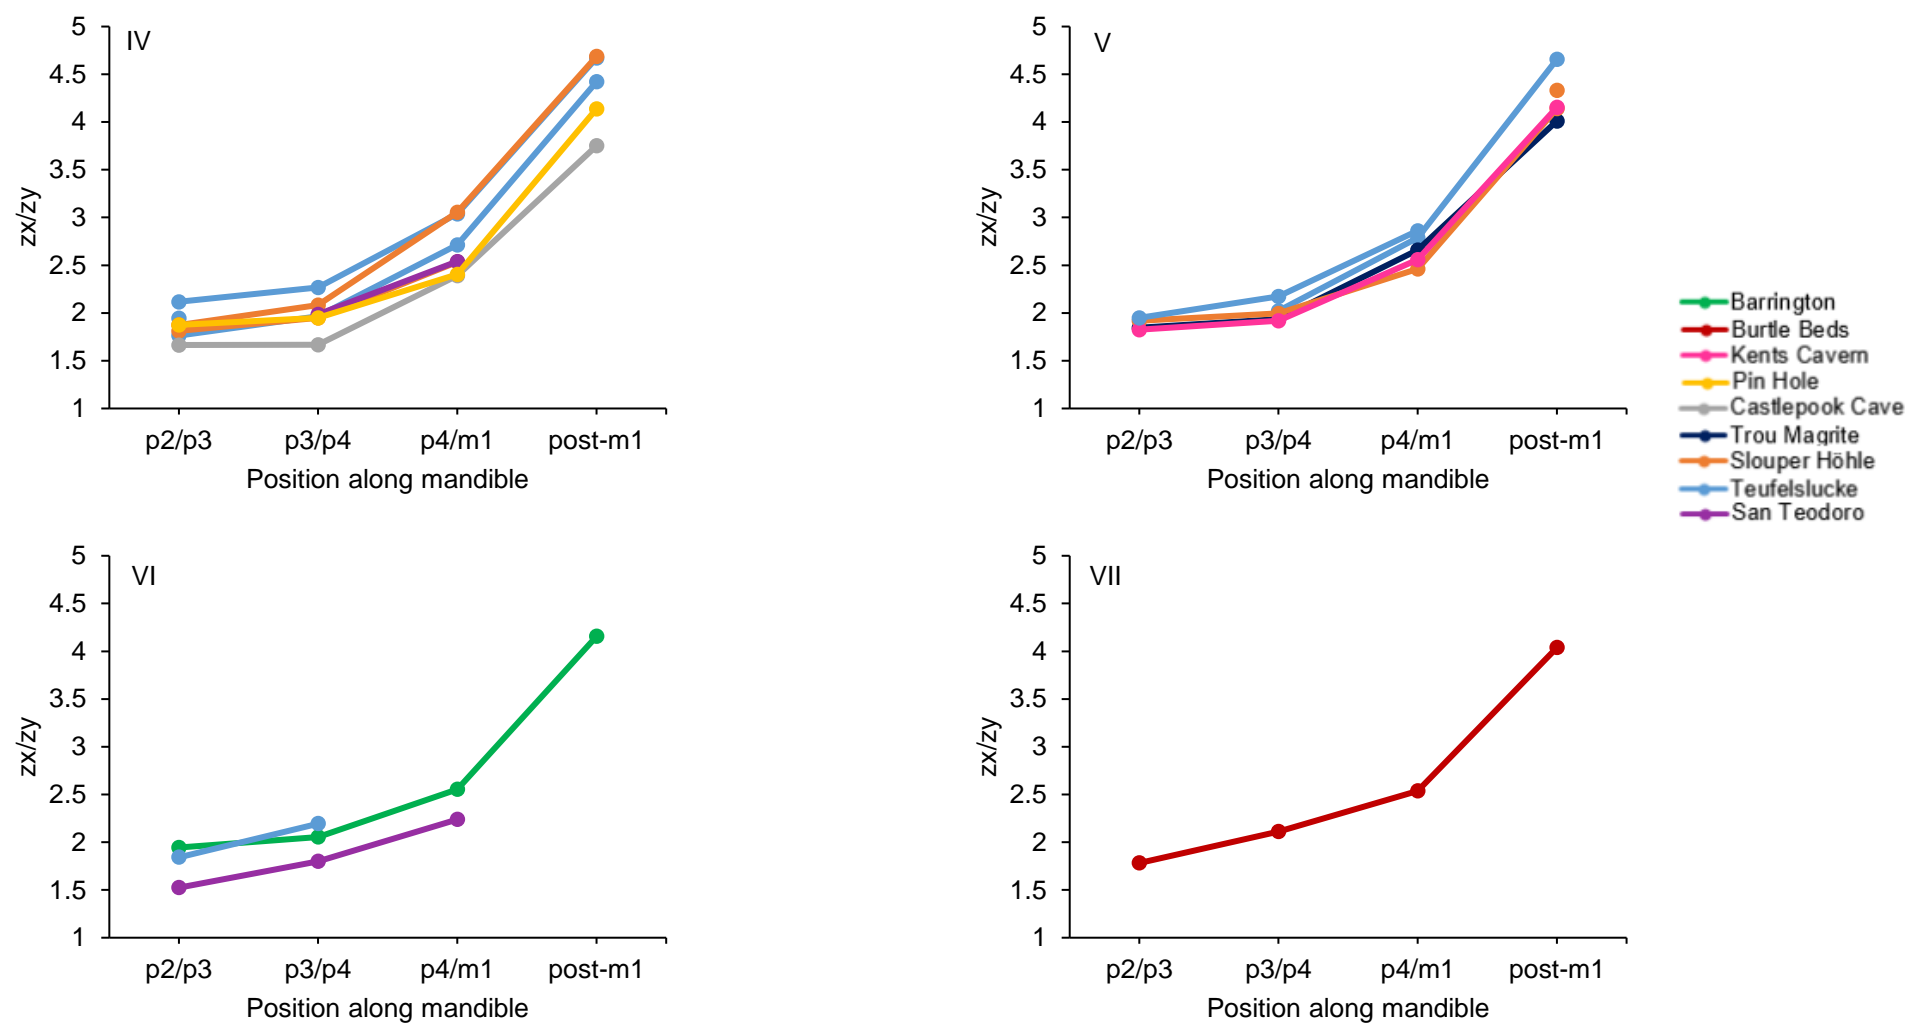 IV
5
4.5
4
3.5
3
2.5
2
1.5
1
zx/zy
p2/p3 p3/p4 p4/m1 post-m1
Position along mandible
V
5
4.5
4
3.5
3
2.5
2
1.5
1
zx/zy
p2/p3 p3/p4 p4/m1 post-m1
Position along mandible
Barrington
Burtle Beds
Kents Cavern
Pin Hole
Castlepook Cave
Trou Magrite
Slouper Höhle
Teufelslucke
San Teodoro
VI
5
4.5
4
3.5
3
2.5
2
1.5
1
zx/zy
p2/p3 p3/p4 p4/m1 post-m1
Position along mandible
VII
5
4.5
4
3.5
3
2.5
2
1.5
1
zx/zy
p2/p3 p3/p4 p4/m1 post-m1
Position along mandible